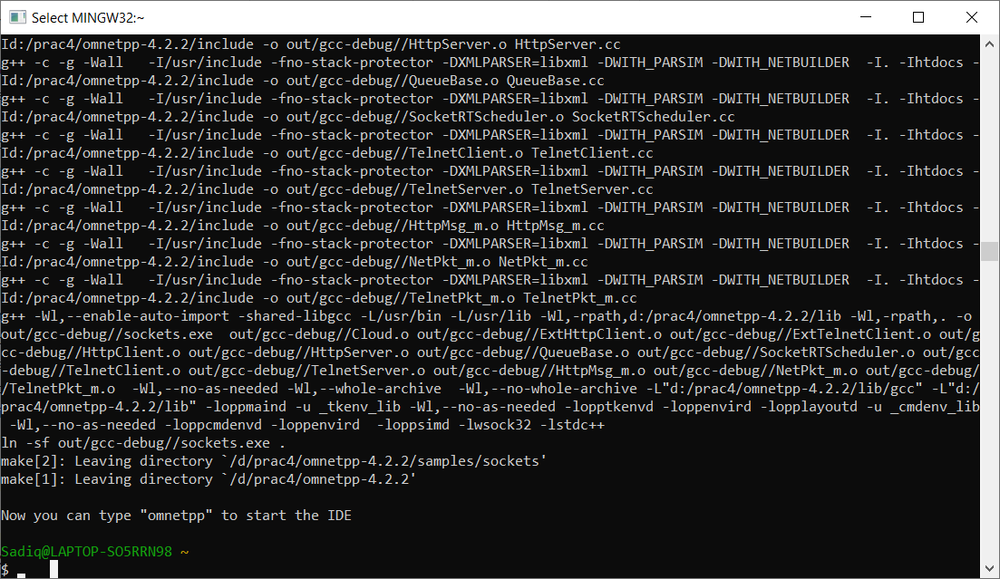 Select MINGW32:~
Id:/prac4/omnetpp-4.2.2/include -o out/gcc-debug//HttpServer.o HttpServer.cc
g++ -c -g -Wall   -I/usr/include -fno-stack-protector -DXMLPARSER=libxml -DWITH_PARSIM -DWITH_NETBUILDER  -I. -Ihtdocs -
Id:/prac4/omnetpp-4.2.2/include -o out/gcc-debug//QueueBase.o QueueBase.cc
g++ -c -g -Wall   -I/usr/include -fno-stack-protector -DXMLPARSER=libxml -DWITH_PARSIM -DWITH_NETBUILDER  -I. -Ihtdocs -
Id:/prac4/omnetpp-4.2.2/include -o out/gcc-debug//SocketRTScheduler.o SocketRTScheduler.cc
g++ -c -g -Wall   -I/usr/include -fno-stack-protector -DXMLPARSER=libxml -DWITH_PARSIM -DWITH_NETBUILDER  -I. -Ihtdocs -
Id:/prac4/omnetpp-4.2.2/include -o out/gcc-debug//TelnetClient.o TelnetClient.cc
g++ -c -g -Wall   -I/usr/include -fno-stack-protector -DXMLPARSER=libxml -DWITH_PARSIM -DWITH_NETBUILDER  -I. -Ihtdocs -
Id:/prac4/omnetpp-4.2.2/include -o out/gcc-debug//TelnetServer.o TelnetServer.cc
g++ -c -g -Wall   -I/usr/include -fno-stack-protector -DXMLPARSER=libxml -DWITH_PARSIM -DWITH_NETBUILDER  -I. -Ihtdocs -
Id:/prac4/omnetpp-4.2.2/include -o out/gcc-debug//HttpMsg_m.o HttpMsg_m.cc
g++ -c -g -Wall   -I/usr/include -fno-stack-protector -DXMLPARSER=libxml -DWITH_PARSIM -DWITH_NETBUILDER  -I. -Ihtdocs -
Id:/prac4/omnetpp-4.2.2/include -o out/gcc-debug//NetPkt_m.o NetPkt_m.cc
g++ -c -g -Wall   -I/usr/include -fno-stack-protector -DXMLPARSER=libxml -DWITH_PARSIM -DWITH_NETBUILDER  -I. -Ihtdocs -
Id:/prac4/omnetpp-4.2.2/include -o out/gcc-debug//TelnetPkt_m.o TelnetPkt_m.cc
g++ -Wl,--enable-auto-import -shared-libgcc -L/usr/bin -L/usr/lib -Wl,-rpath,d:/prac4/omnetpp-4.2.2/lib -Wl,-rpath,. -o
out/gcc-debug//sockets.exe  out/gcc-debug//Cloud.o out/gcc-debug//ExtHttpClient.o out/gcc-debug//ExtTelnetClient.o out/g
cc-debug//HttpClient.o out/gcc-debug//HttpServer.o out/gcc-debug//QueueBase.o out/gcc-debug//SocketRTScheduler.o out/gcc
-debug//TelnetClient.o out/gcc-debug//TelnetServer.o out/gcc-debug//HttpMsg_m.o out/gcc-debug//NetPkt_m.o out/gcc-debug/
/TelnetPkt_m.o  -Wl,--no-as-needed -Wl,--whole-archive  -Wl,--no-whole-archive -L"d:/prac4/omnetpp-4.2.2/lib/gcc" -L"d:/
prac4/omnetpp-4.2.2/lib" -loppmaind -u _tkenv_lib -Wl,--no-as-needed -lopptkenvd -loppenvird -lopplayoutd -u _cmdenv_lib
 -Wl,--no-as-needed -loppcmdenvd -loppenvird  -loppsimd -lwsock32 -lstdc++
ln -sf out/gcc-debug//sockets.exe .
make[2]: Leaving directory `/d/prac4/omnetpp-4.2.2/samples/sockets'
make[1]: Leaving directory `/d/prac4/omnetpp-4.2.2'
Now you can type "omnetpp" to start the IDE
Sadiq@LAPTOP-SO5RRN98 ~
$